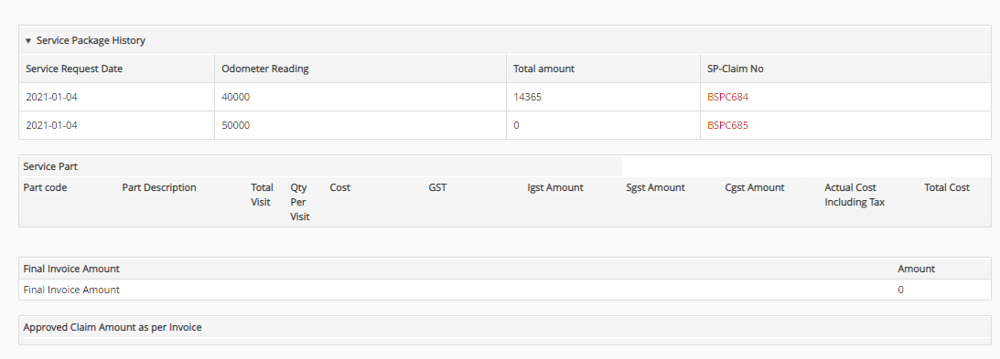 ▾ Service Package History
Service Request Date Odometer Reading Total amount SP-Claim No
2021-01-04 40000 14365 BSPC684
2021-01-04 50000 0 BSPC685
Service Part
Part code Part Description Total Visit Qty Per Visit Cost GST Igst Amount Sgst Amount Cgst Amount Actual Cost Including Tax Total Cost
Final Invoice Amount Amount
Final Invoice Amount 0
Approved Claim Amount as per Invoice